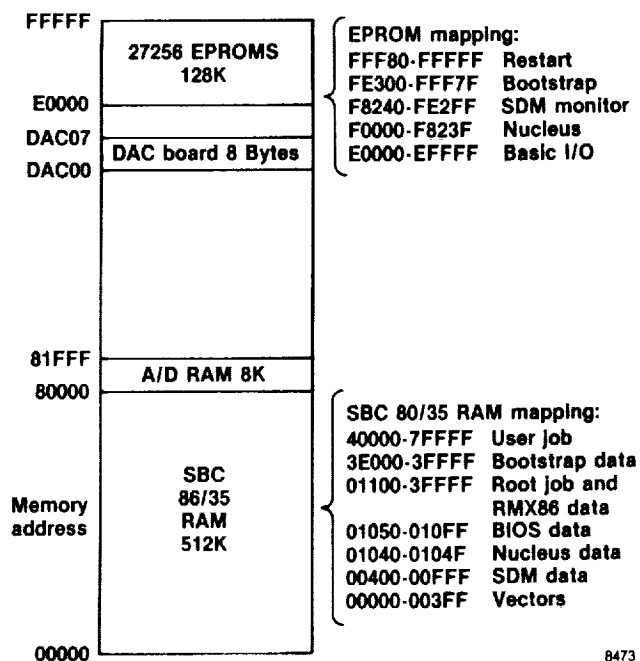 FFFFF
27256 EPROMS
128K
E0000
DAC07
DAC board 8 Bytes
DAC00
81FFF
A/D RAM 8K
80000
SBC
86/35
RAM
512K
Memory
address
00000
EPROM mapping:
FFF80-FFFFF Restart
FE300-FFF7F Bootstrap
F8240-FE2FF SDM monitor
F0000-F823F Nucleus
E0000-EFFFF Basic I/O
SBC 80/35 RAM mapping:
40000-7FFFF User job
3E000-3FFFF Bootstrap data
01100-3FFFF Root job and
RMX86 data
01050-010FF BIOS data
01040-0104F Nucleus data
00400-00FFF SDM data
00000-003FF Vectors
8473